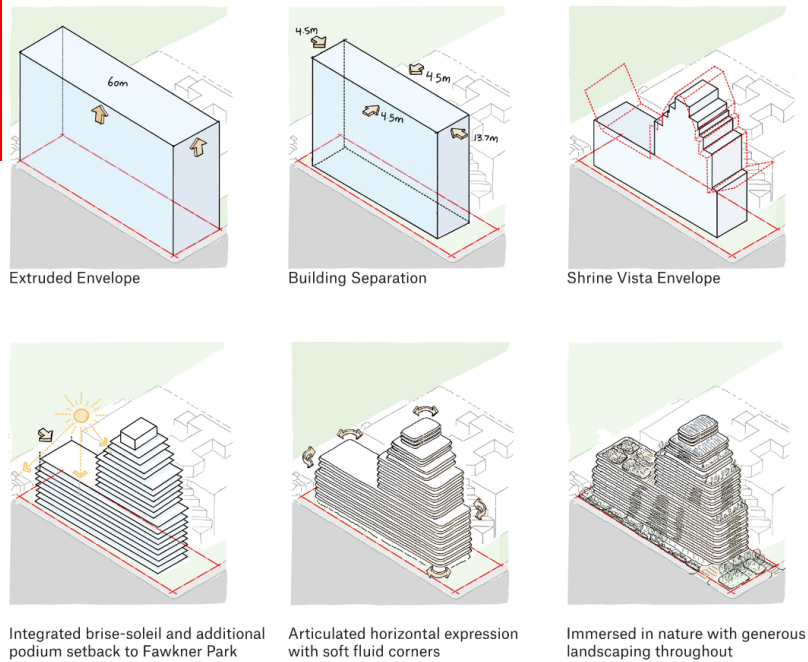 60m
Extruded Envelope
4.5m
4.5m
4.5m
13.7m
Building Separation
Shrine Vista Envelope
Integrated brise-soleil and additional
podium setback to Fawkner Park
Articulated horizontal expression
with soft fluid corners
Immersed in nature with generous
landscaping throughout